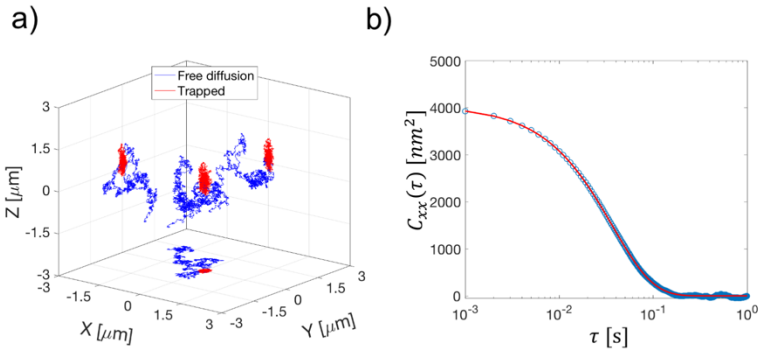 a)
Free diffusion
Trapped
3
1.5
0
-1.5
-3
Z [μm]
-3
-1.5
0
1.5
3
X [μm]
-3
-1.5
0
1.5
3
Y [μm]
b)
5000
4000
3000
2000
1000
0
C_xx(τ) [nm²]
10⁻³
10⁻²
10⁻¹
10⁰
τ [s]